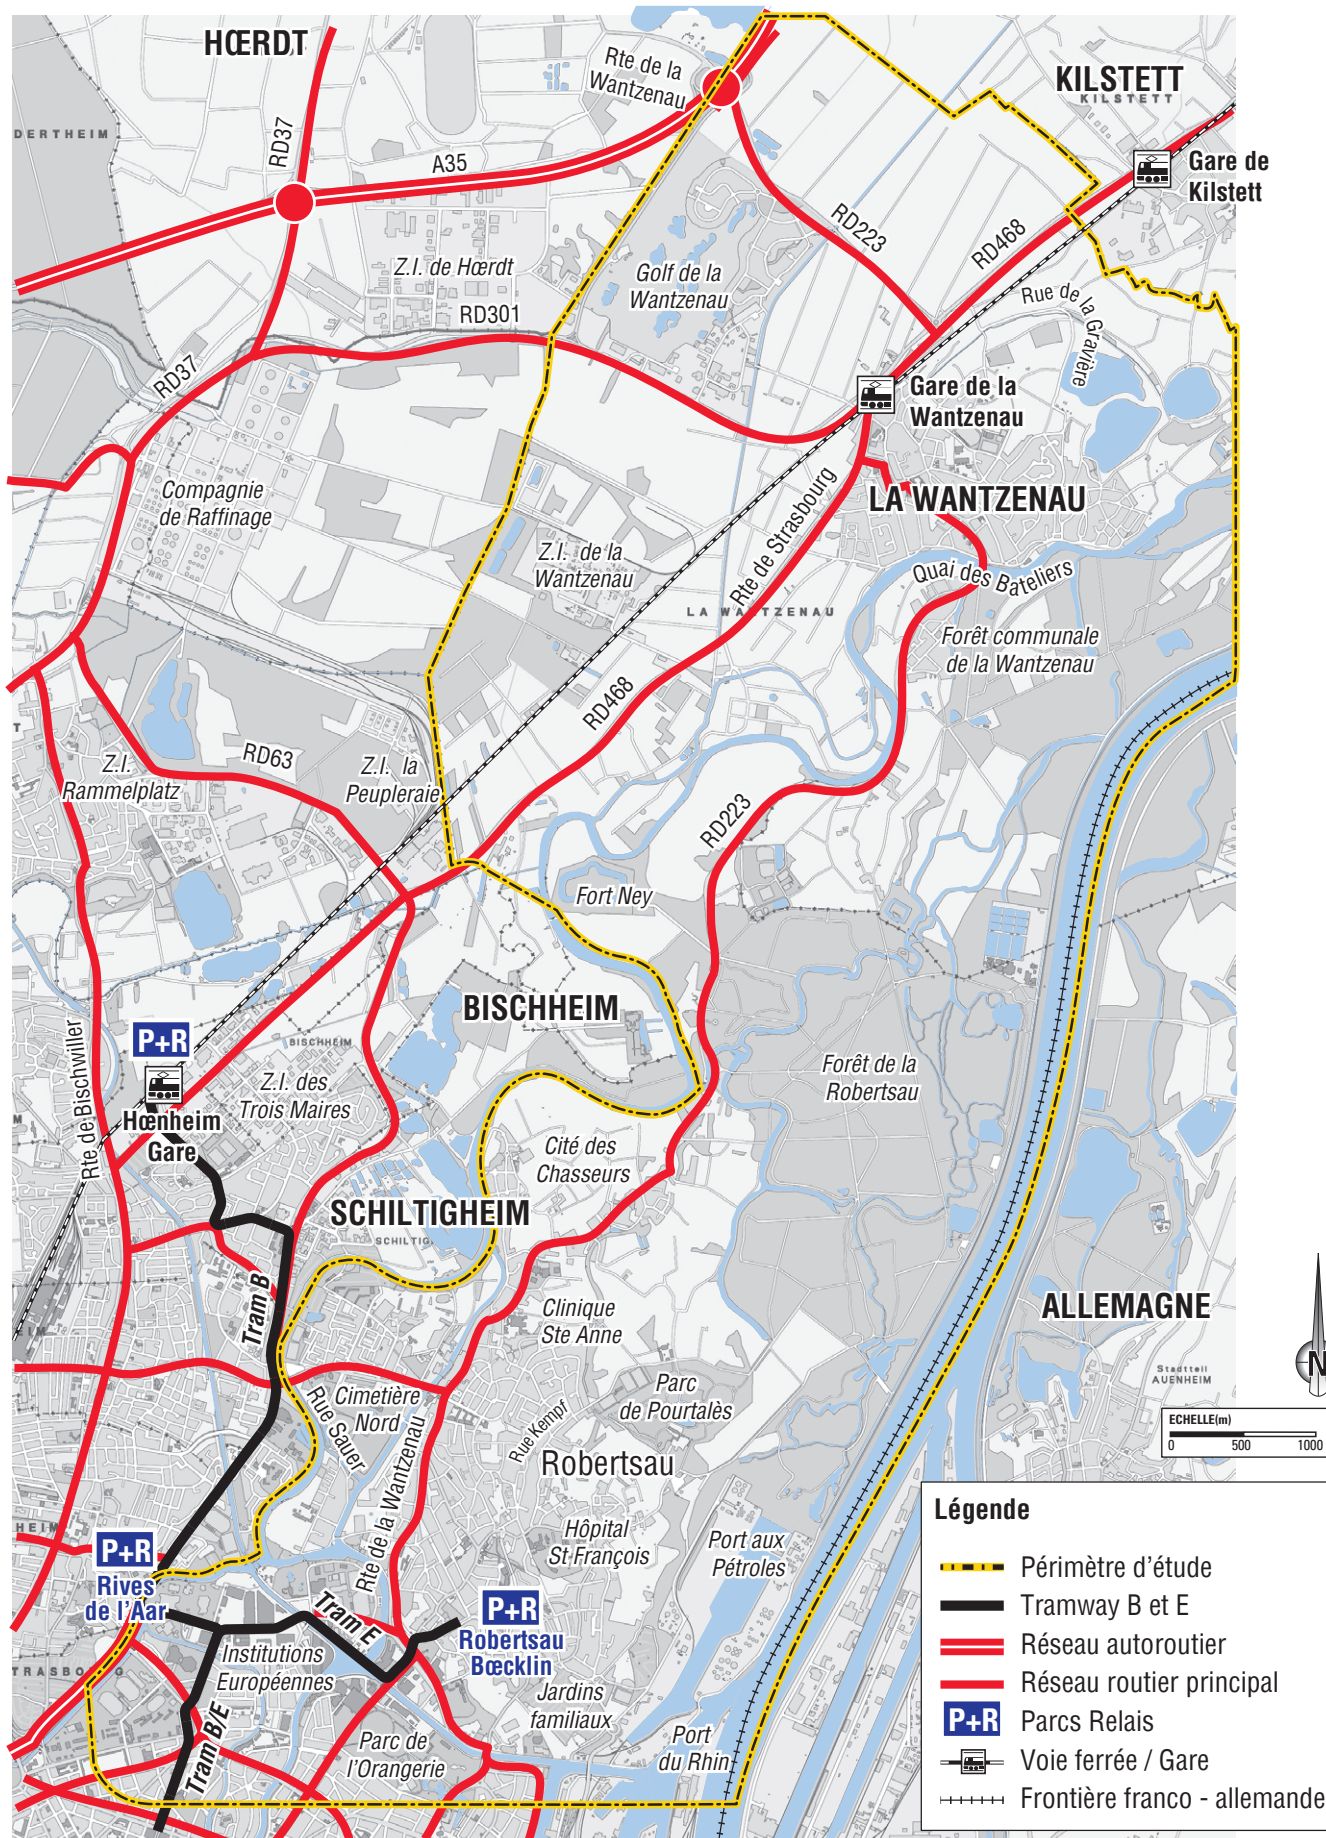 HŒRDT
Rte de la
Wantzenau
KILSTETT
KILSTETT
DERTHEIM
RD37
A35
Gare de
Kilstett
RD223
RD468
Z.I. de Hœrdt
Golf de la
Wantzenau
Rue de la Gravière
RD301
RD37
Gare de la
Wantzenau
Compagnie
de Raffinage
LA WANTZENAU
Rte de Strasbourg
Z.I. de la
Wantzenau
Quai des Bateliers
LA WANTZENAU
Forêt communale
de la Wantzenau
RD468
RD63
Z.I.
Rammelplatz
Z.I. la
Peupleraie
RD223
Fort Ney
BISCHHEIM
P+R
BISCHHEIM
Rte de Bischwiller
Z.I. des
Trois Maires
Forêt de la
Robertsau
Hœnheim
Gare
Cité des
Chasseurs
SCHILTIGHEIM
SCHILTIG
Tram B
Clinique
Ste Anne
ALLEMAGNE
Stadtteil
AUENHEIM
Parc
de Pourtalès
Cimetière
Nord
Rue Sauer
Rue Kempf
Rte de la Wantzenau
Robertsau
N
ECHELLE(m)
0 500 1000
HEIM
P+R
Rives
de l'Aar
Hôpital
St François
Port aux
Pétroles
Tram E
P+R
Robertsau
Bœcklin
TRASBOURG
Institutions
Européennes
Jardins
familiaux
Tram B/E
Parc de
l'Orangerie
Port
du Rhin
Légende
Périmètre d'étude
Tramway B et E
Réseau autoroutier
Réseau routier principal
P+R Parcs Relais
Voie ferrée / Gare
Frontière franco - allemande